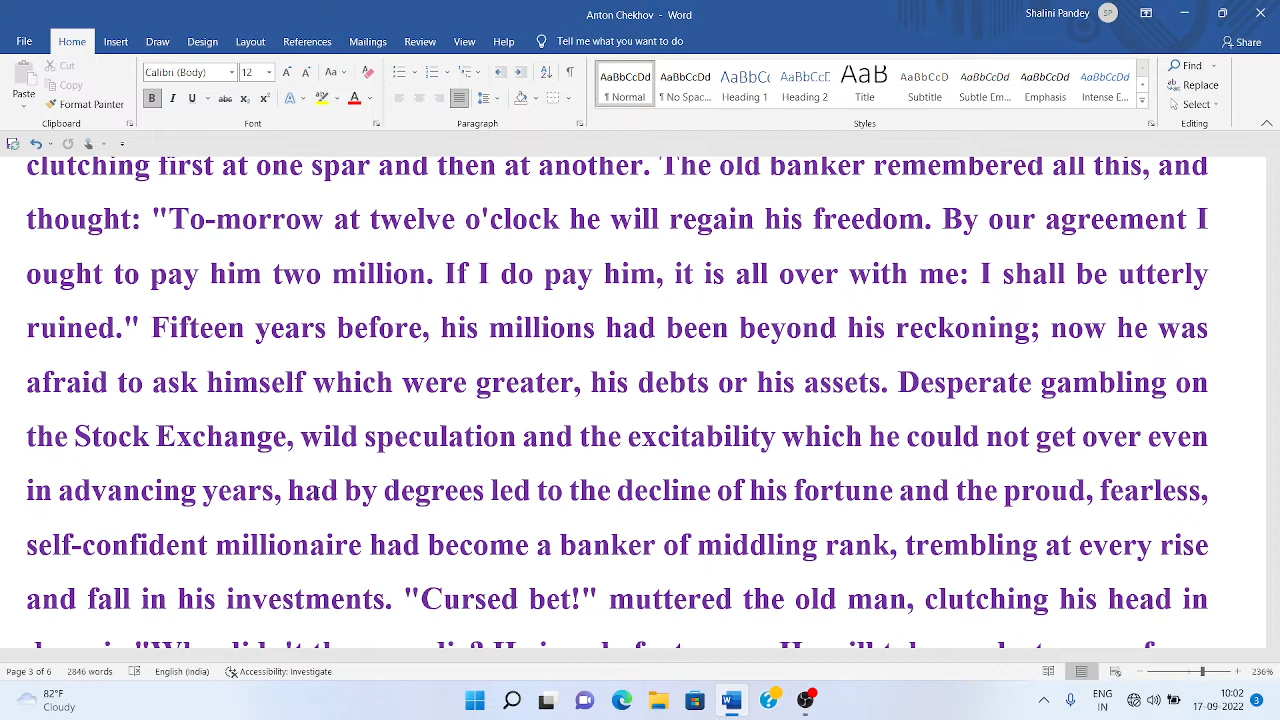 Anton Chekhov - Word
Shalini Pandey SP
File Home Insert Draw Design Layout References Mailings Review View Help Tell me what you want to do Share
Paste Cut Copy Format Painter
Clipboard
Calibri (Body) 12
Font
Paragraph
AaBbCcDd ¶ Normal
AaBbCcDd ¶ No Spac...
AaBbCc Heading 1
AaBbCcE Heading 2
AaB Title
AaBbCcD Subtitle
AaBbCcDd Subtle Em...
AaBbCcDd Emphasis
AaBbCcDd Intense E...
Styles
Find
Replace
Select
Editing
clutching first at one spar and then at another. The old banker remembered all this, and
thought: "To-morrow at twelve o'clock he will regain his freedom. By our agreement I
ought to pay him two million. If I do pay him, it is all over with me: I shall be utterly
ruined." Fifteen years before, his millions had been beyond his reckoning; now he was
afraid to ask himself which were greater, his debts or his assets. Desperate gambling on
the Stock Exchange, wild speculation and the excitability which he could not get over even
in advancing years, had by degrees led to the decline of his fortune and the proud, fearless,
self-confident millionaire had become a banker of middling rank, trembling at every rise
and fall in his investments. "Cursed bet!" muttered the old man, clutching his head in
Page 3 of 6 2846 words English (India) Accessibility: Investigate 236%
82°F
Cloudy
ENG
IN
10:02
17-09-2022
3